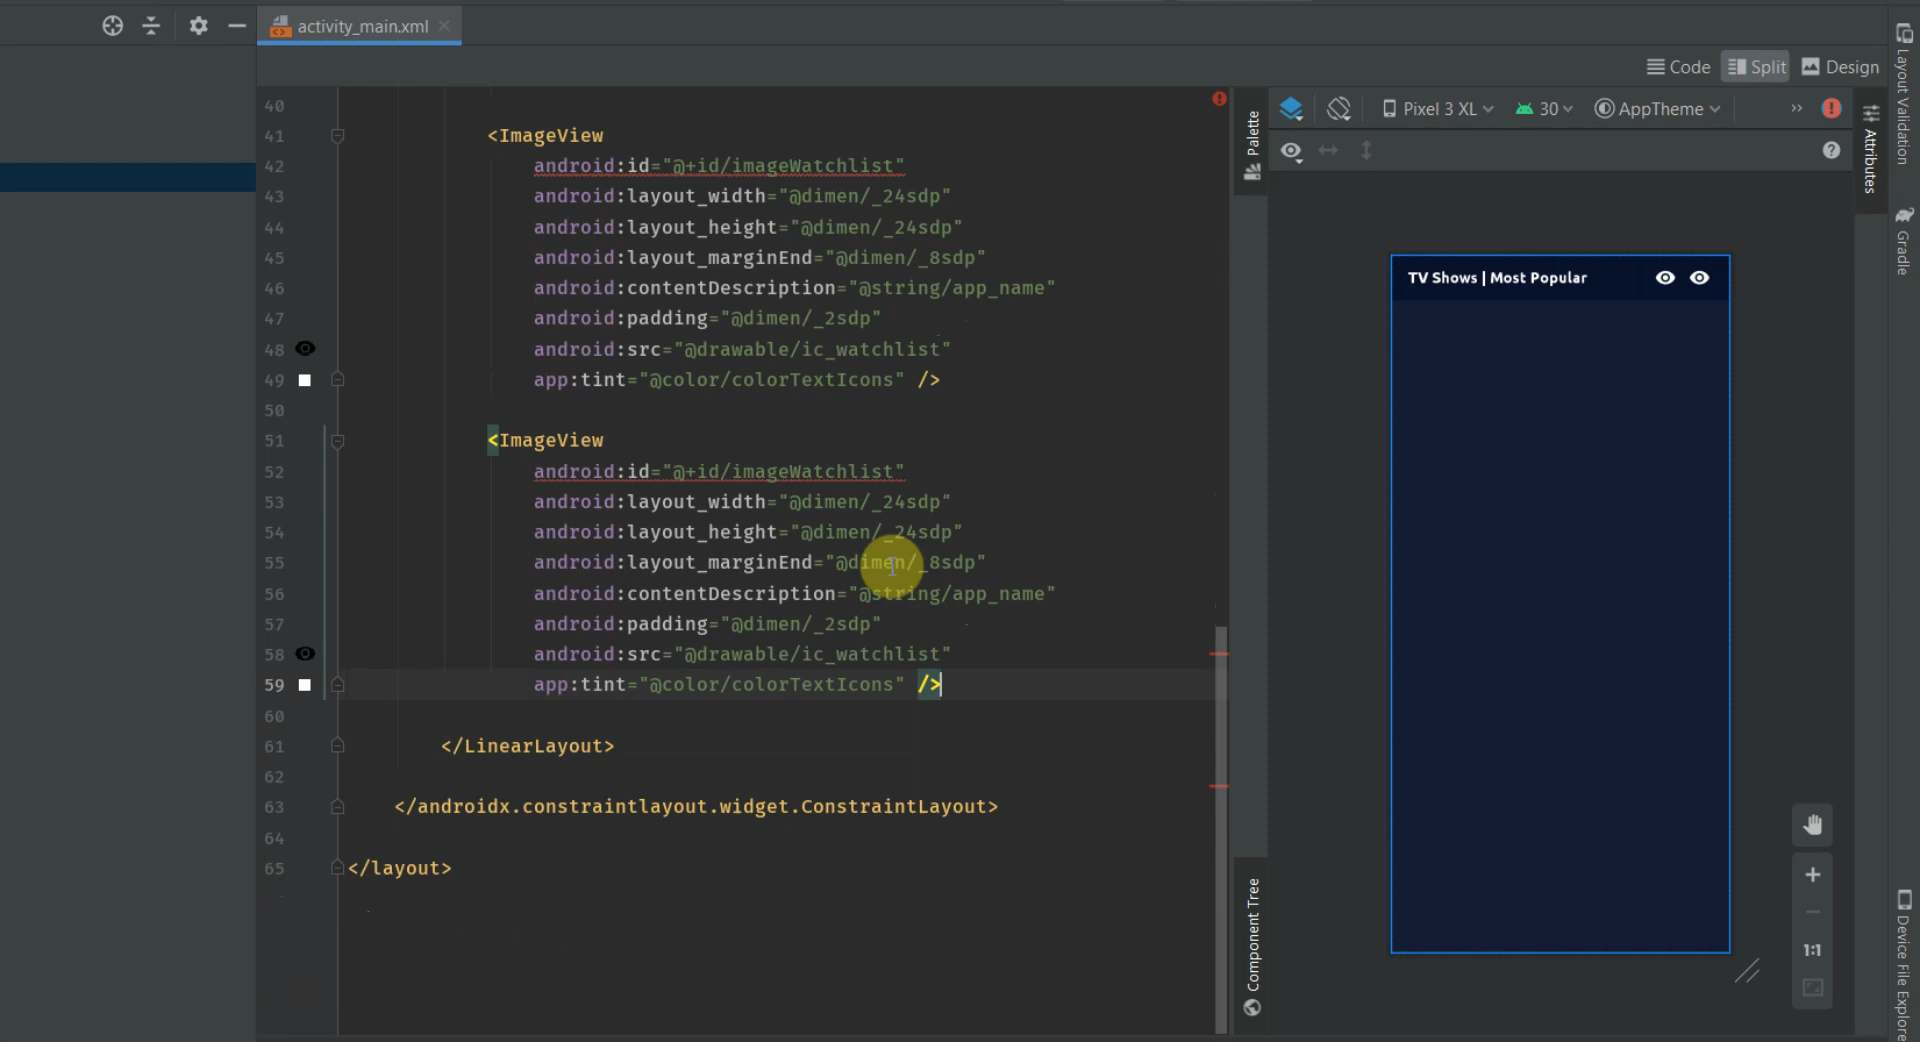 activity_main.xml
Code
Split
Design
Pixel 3 XL
30
AppTheme
40
41 <ImageView
42 android:id="@+id/imageWatchlist"
43 android:layout_width="@dimen/_24sdp"
44 android:layout_height="@dimen/_24sdp"
45 android:layout_marginEnd="@dimen/_8sdp"
46 android:contentDescription="@string/app_name"
47 android:padding="@dimen/_2sdp"
48 android:src="@drawable/ic_watchlist"
49 app:tint="@color/colorTextIcons" />
50
51 <ImageView
52 android:id="@+id/imageWatchlist"
53 android:layout_width="@dimen/_24sdp"
54 android:layout_height="@dimen/_24sdp"
55 android:layout_marginEnd="@dimen/_8sdp"
56 android:contentDescription="@string/app_name"
57 android:padding="@dimen/_2sdp"
58 android:src="@drawable/ic_watchlist"
59 app:tint="@color/colorTextIcons" />
60
61 </LinearLayout>
62
63 </androidx.constraintlayout.widget.ConstraintLayout>
64
65 </layout>
Palette
Component Tree
TV Shows | Most Popular
1:1
Attributes
Layout Validation
Gradle
Device File Explore